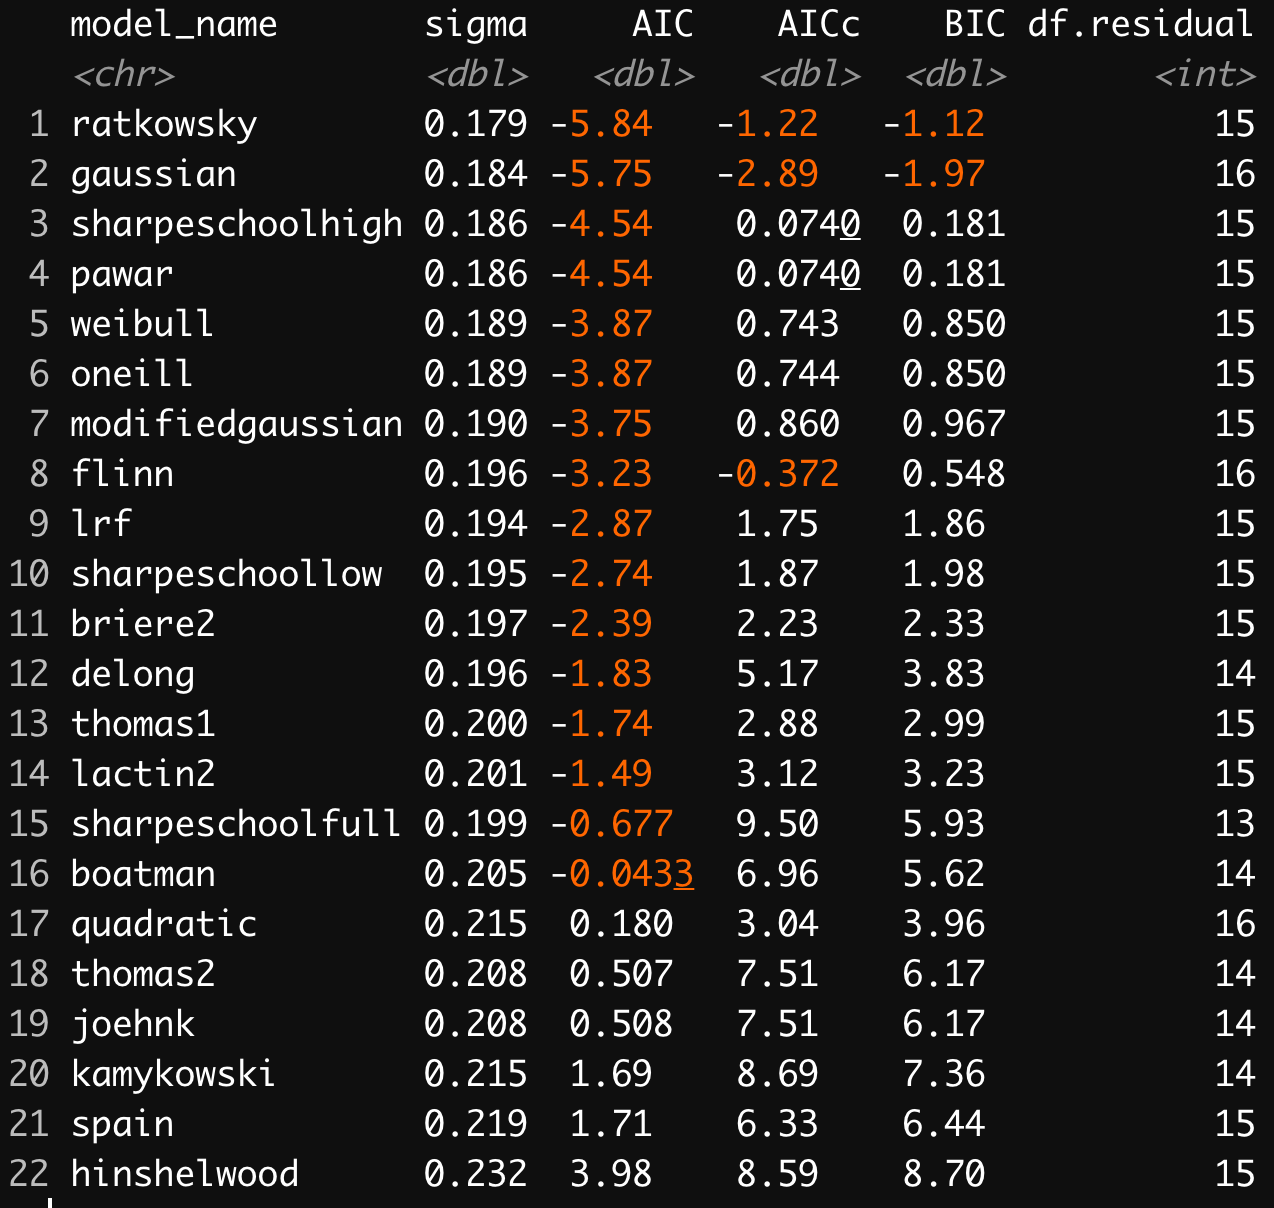 model_name sigma AIC AICc BIC df.residual
<chr> <dbl> <dbl> <dbl> <dbl> <int>
1 ratkowsky 0.179 -5.84 -1.22 -1.12 15
2 gaussian 0.184 -5.75 -2.89 -1.97 16
3 sharpeschoolhigh 0.186 -4.54 0.0740 0.181 15
4 pawar 0.186 -4.54 0.0740 0.181 15
5 weibull 0.189 -3.87 0.743 0.850 15
6 oneill 0.189 -3.87 0.744 0.850 15
7 modifiedgaussian 0.190 -3.75 0.860 0.967 15
8 flinn 0.196 -3.23 -0.372 0.548 16
9 lrf 0.194 -2.87 1.75 1.86 15
10 sharpeschoollow 0.195 -2.74 1.87 1.98 15
11 briere2 0.197 -2.39 2.23 2.33 15
12 delong 0.196 -1.83 5.17 3.83 14
13 thomas1 0.200 -1.74 2.88 2.99 15
14 lactin2 0.201 -1.49 3.12 3.23 15
15 sharpeschoolfull 0.199 -0.677 9.50 5.93 13
16 boatman 0.205 -0.0433 6.96 5.62 14
17 quadratic 0.215 0.180 3.04 3.96 16
18 thomas2 0.208 0.507 7.51 6.17 14
19 joehnk 0.208 0.508 7.51 6.17 14
20 kamykowski 0.215 1.69 8.69 7.36 14
21 spain 0.219 1.71 6.33 6.44 15
22 hinshelwood 0.232 3.98 8.59 8.70 15